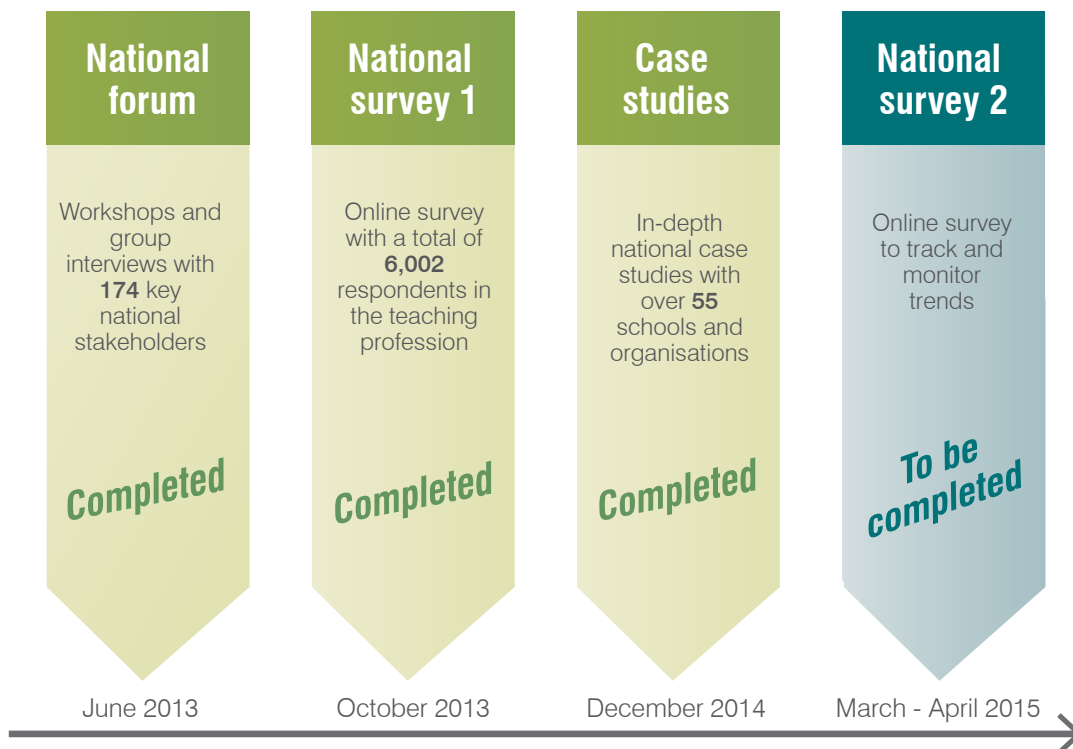 National
forum
Workshops and
group
interviews with
174 key
national
stakeholders
Completed
June 2013
National
survey 1
Online survey
with a total of
6,002
respondents in
the teaching
profession
Completed
October 2013
Case
studies
In-depth
national case
studies with
over 55
schools and
organisations
Completed
December 2014
National
survey 2
Online survey
to track and
monitor
trends
To be
completed
March - April 2015